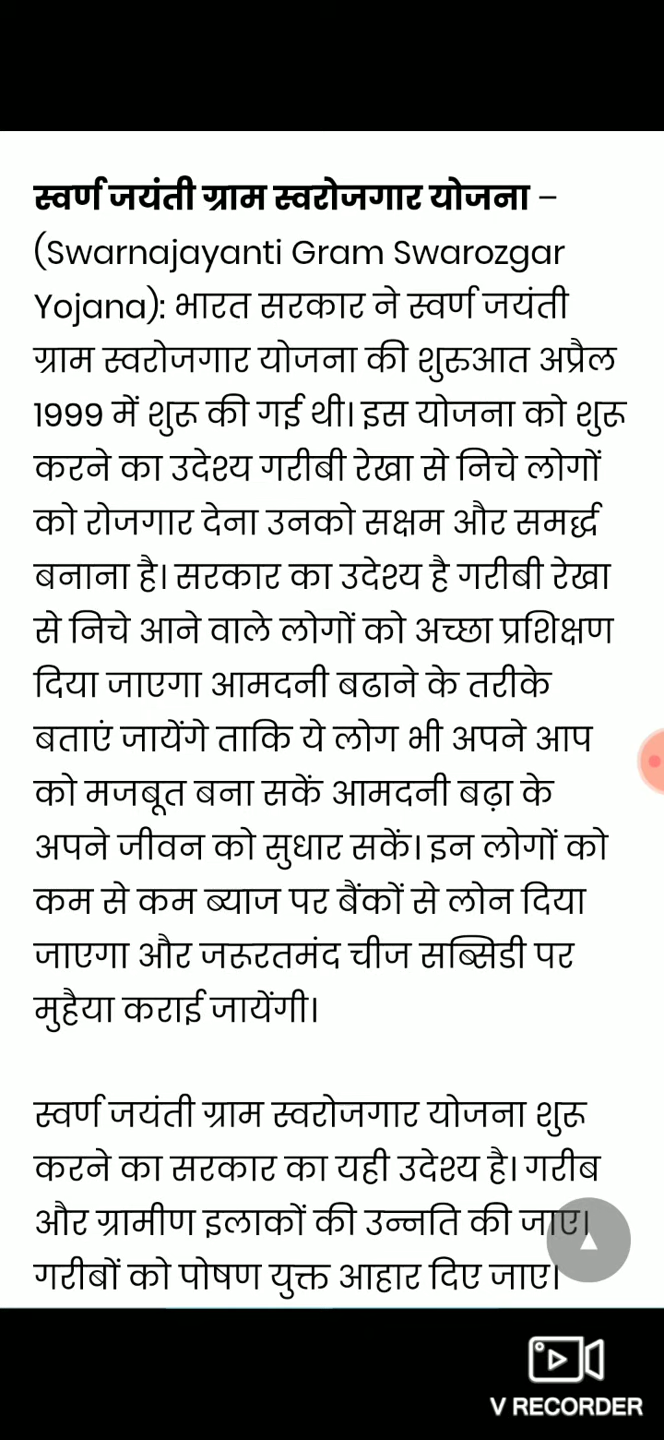 स्वर्ण जयंती ग्राम स्वरोजगार योजना –
(Swarnajayanti Gram Swarozgar
Yojana): भारत सरकार ने स्वर्ण जयंती
ग्राम स्वरोजगार योजना की शुरुआत अप्रैल
1999 में शुरू की गई थी। इस योजना को शुरू
करने का उदेश्य गरीबी रेखा से निचे लोगों
को रोजगार देना उनको सक्षम और समर्द्ध
बनाना है। सरकार का उदेश्य है गरीबी रेखा
से निचे आने वाले लोगों को अच्छा प्रशिक्षण
दिया जाएगा आमदनी बढाने के तरीके
बताएं जायेंगे ताकि ये लोग भी अपने आप
को मजबूत बना सकें आमदनी बढ़ा के
अपने जीवन को सुधार सकें। इन लोगों को
कम से कम ब्याज पर बैंकों से लोन दिया
जाएगा और जरूरतमंद चीज सब्सिडी पर
मुहैया कराई जायेंगी।
स्वर्ण जयंती ग्राम स्वरोजगार योजना शुरू
करने का सरकार का यही उदेश्य है। गरीब
और ग्रामीण इलाकों की उन्नति की जाए।
गरीबों को पोषण युक्त आहार दिए जाए।
V RECORDER